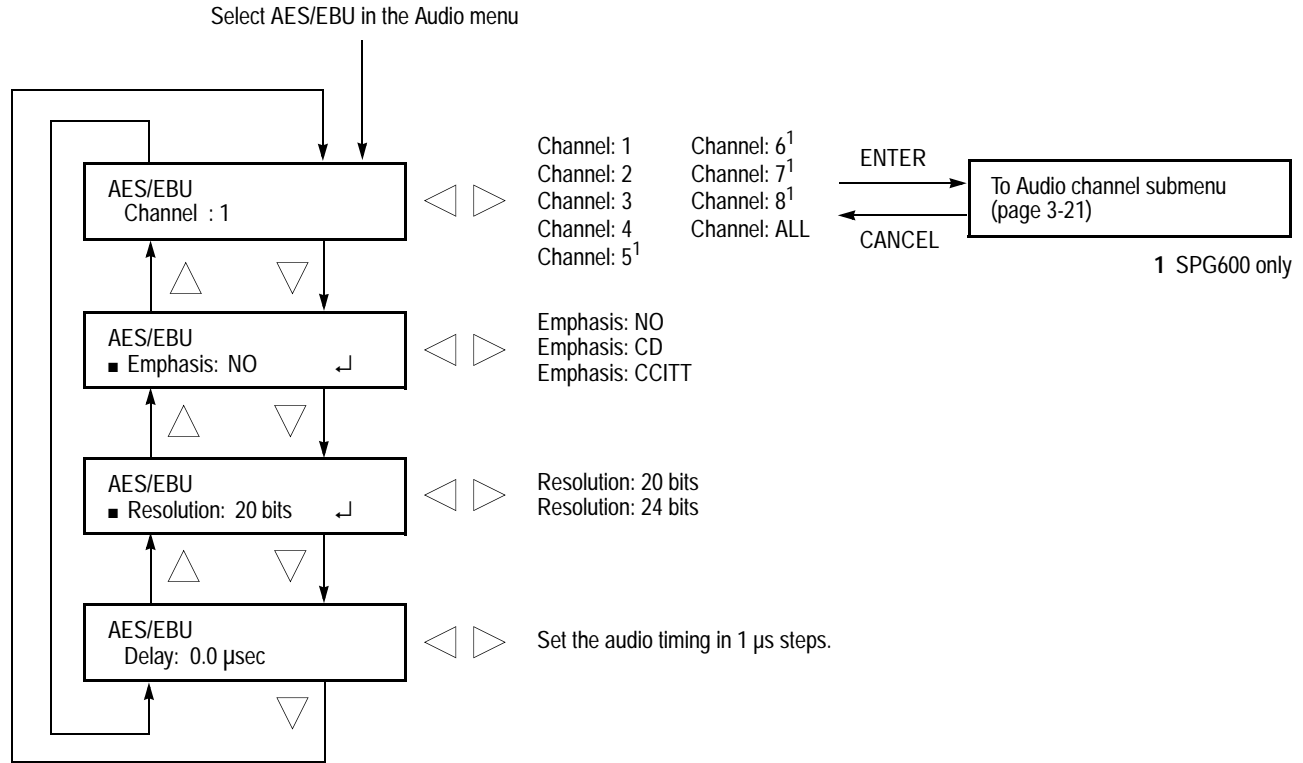 Select AES/EBU in the Audio menu
AES/EBU
Channel : 1
Channel: 1
Channel: 2
Channel: 3
Channel: 4
Channel: 5¹
Channel: 6¹
Channel: 7¹
Channel: 8¹
Channel: ALL
ENTER
CANCEL
To Audio channel submenu
(page 3-21)
1 SPG600 only
AES/EBU
■ Emphasis: NO ↵
Emphasis: NO
Emphasis: CD
Emphasis: CCITT
AES/EBU
■ Resolution: 20 bits ↵
Resolution: 20 bits
Resolution: 24 bits
AES/EBU
Delay: 0.0 µsec
Set the audio timing in 1 µs steps.